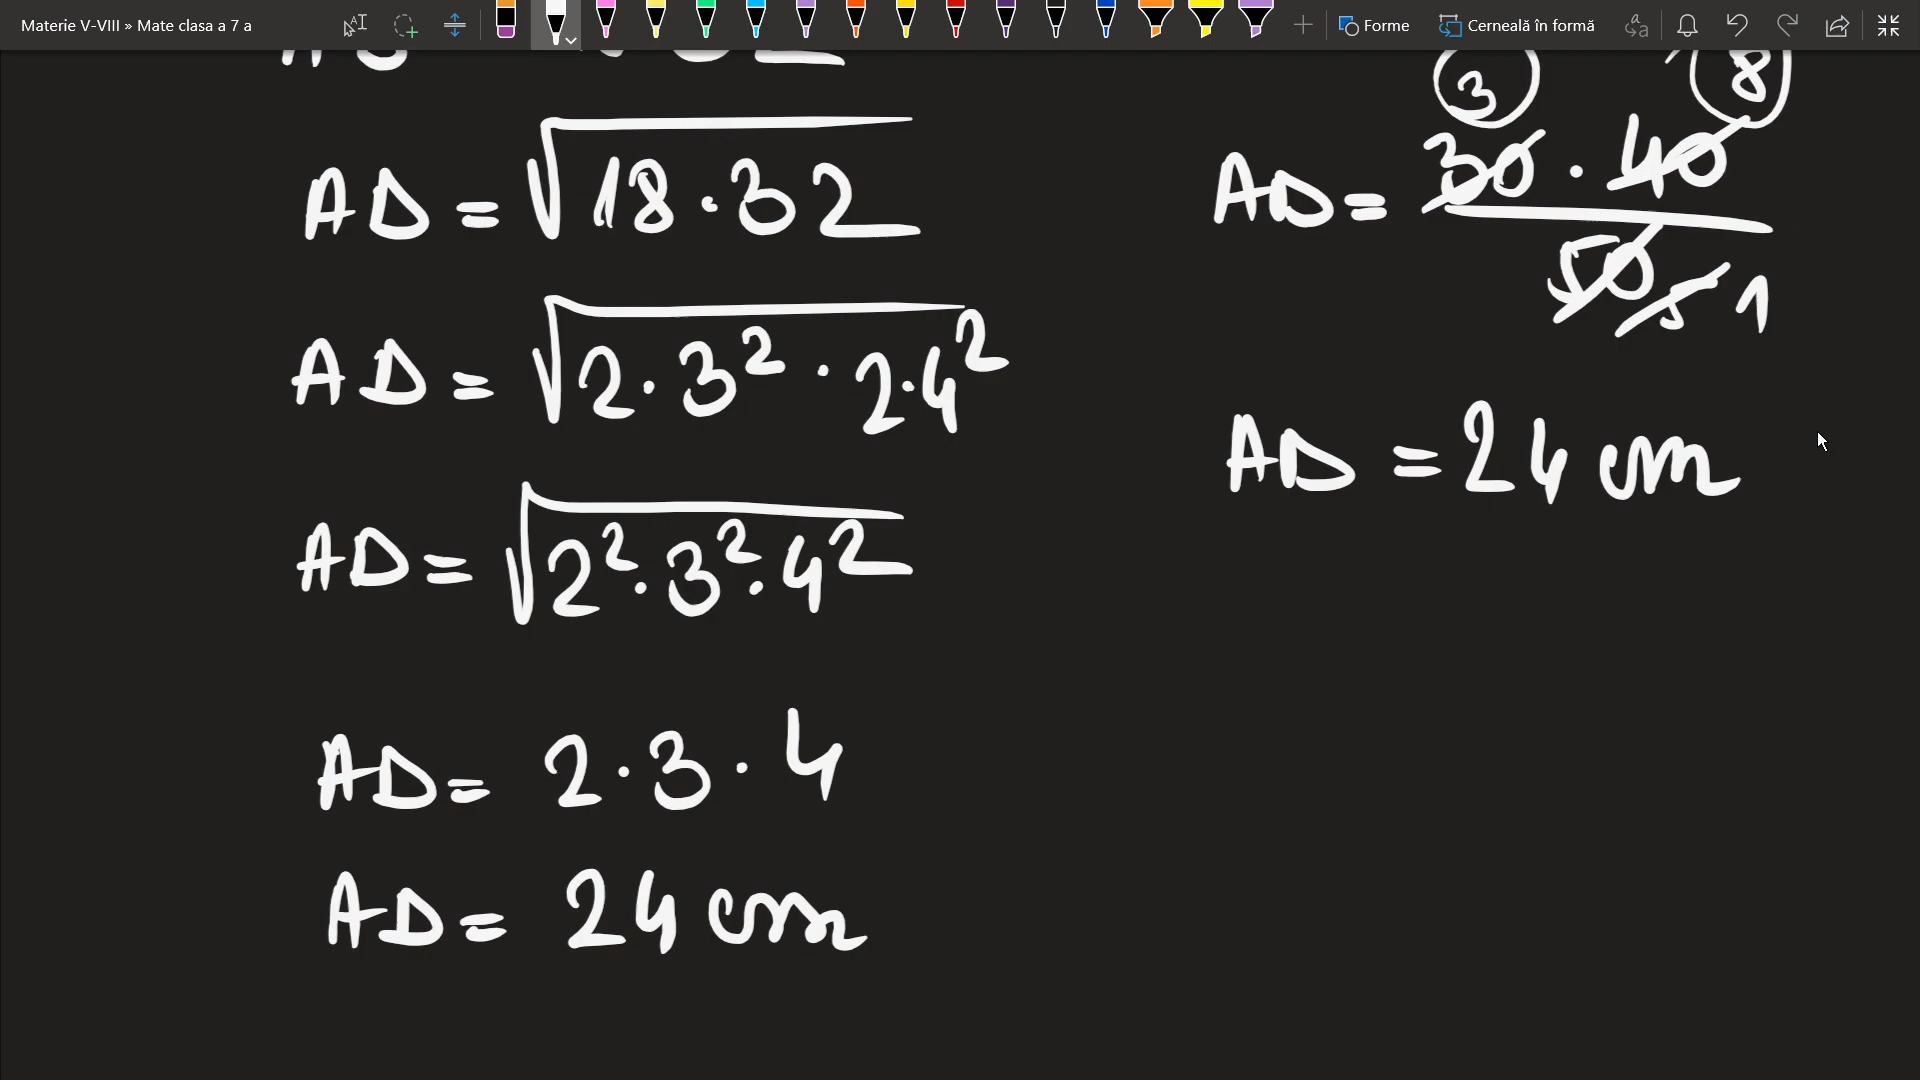 Materie V-VIII » Mate clasa a 7 a
Forme
Cerneală în formă
AD = √18·32
AD = √2·3²·2·4²
AD = √2²·3²·4²
AD = 2·3·4
AD = 24 cm
3 8
AD = 30·40
50 5 1
AD = 24 cm